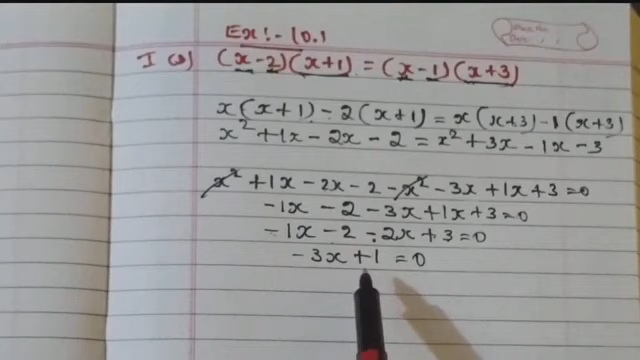 Ex:- 10.1
(x-2)(x+1) = (x-1)(x+3)
x(x+1) - 2(x+1) = x(x+3) - 1(x+3)
x² + 1x - 2x - 2 = x² + 3x - 1x - 3
x² + 1x - 2x - 2 - x² - 3x + 1x + 3 = 0
-1x - 2 - 3x + 1x + 3 = 0
-1x - 2 - 2x + 3 = 0
-3x + 1 = 0